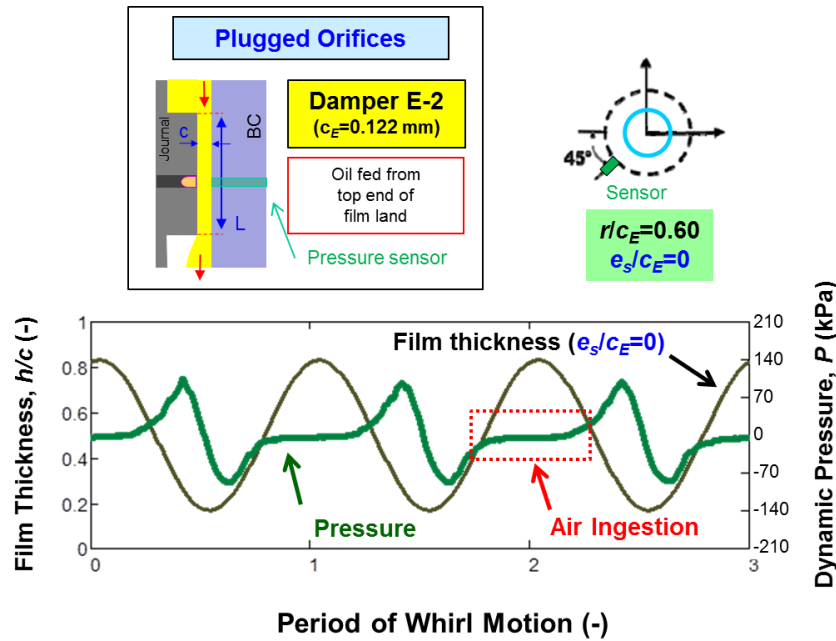 Plugged Orifices
Journal
c
BC
L
Damper E-2
(cE=0.122 mm)
Oil fed from
top end of
film land
Pressure sensor
45°
Sensor
r/cE=0.60
es/cE=0
Film Thickness, h/c (-)
1
0.8
0.6
0.4
0.2
0
Film thickness (es/cE=0)
Pressure
Air Ingestion
210
140
70
0
-70
-140
-210
Dynamic Pressure, P (kPa)
0
1
2
3
Period of Whirl Motion (-)